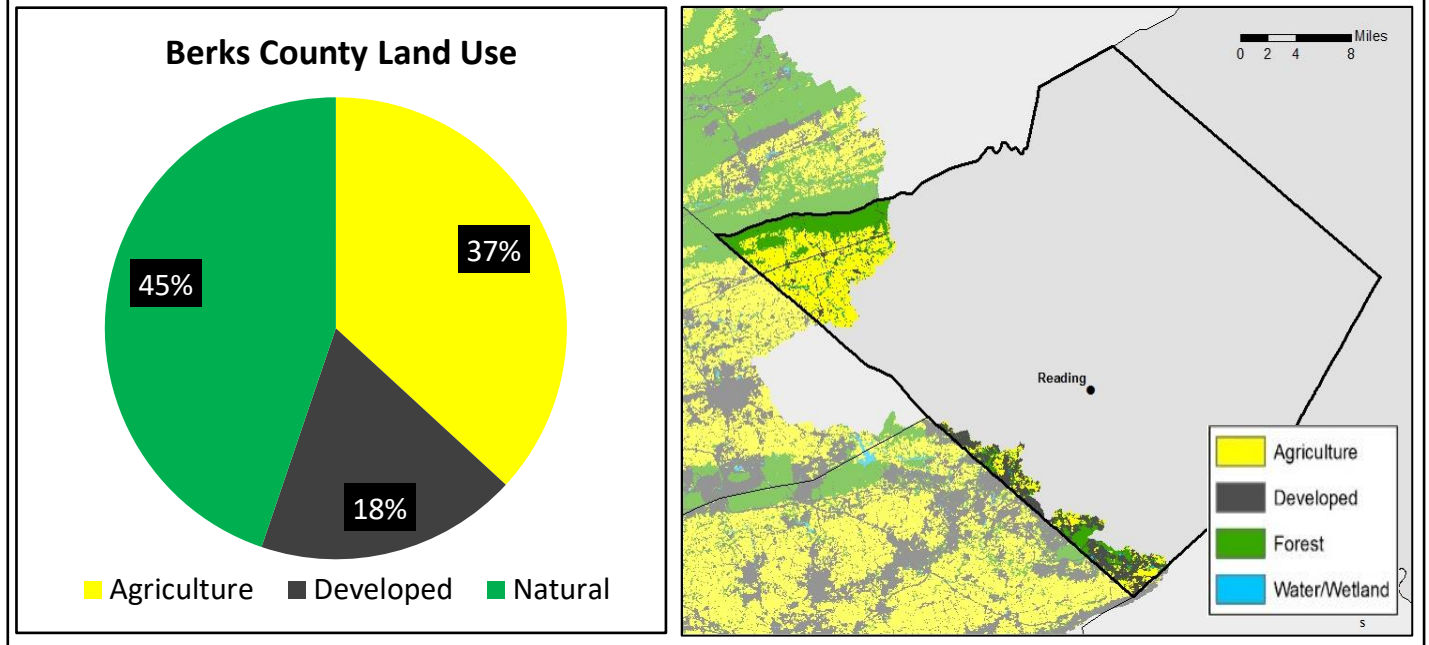 Berks County Land Use
37%
45%
18%
Agriculture Developed Natural
Miles
0 2 4 8
Reading
Agriculture
Developed
Forest
Water/Wetland
s